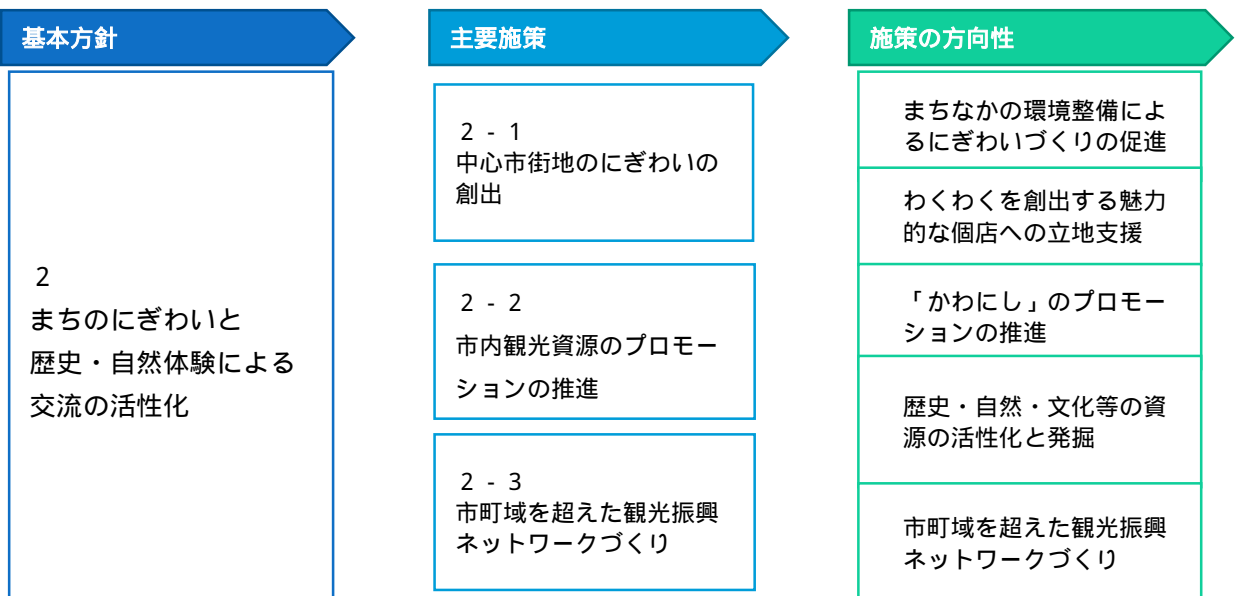 基本方針
主要施策
施策の方向性
2
まちのにぎわいと
歴史・自然体験による
交流の活性化
2 - 1
中心市街地のにぎわいの
創出
2 - 2
市内観光資源のプロモー
ションの推進
2 - 3
市町域を超えた観光振興
ネットワークづくり
まちなかの環境整備によ
るにぎわいづくりの促進
わくわくを創出する魅力
的な個店への立地支援
「かわにし」のプロモー
ションの推進
歴史・自然・文化等の資
源の活性化と発掘
市町域を超えた観光振興
ネットワークづくり